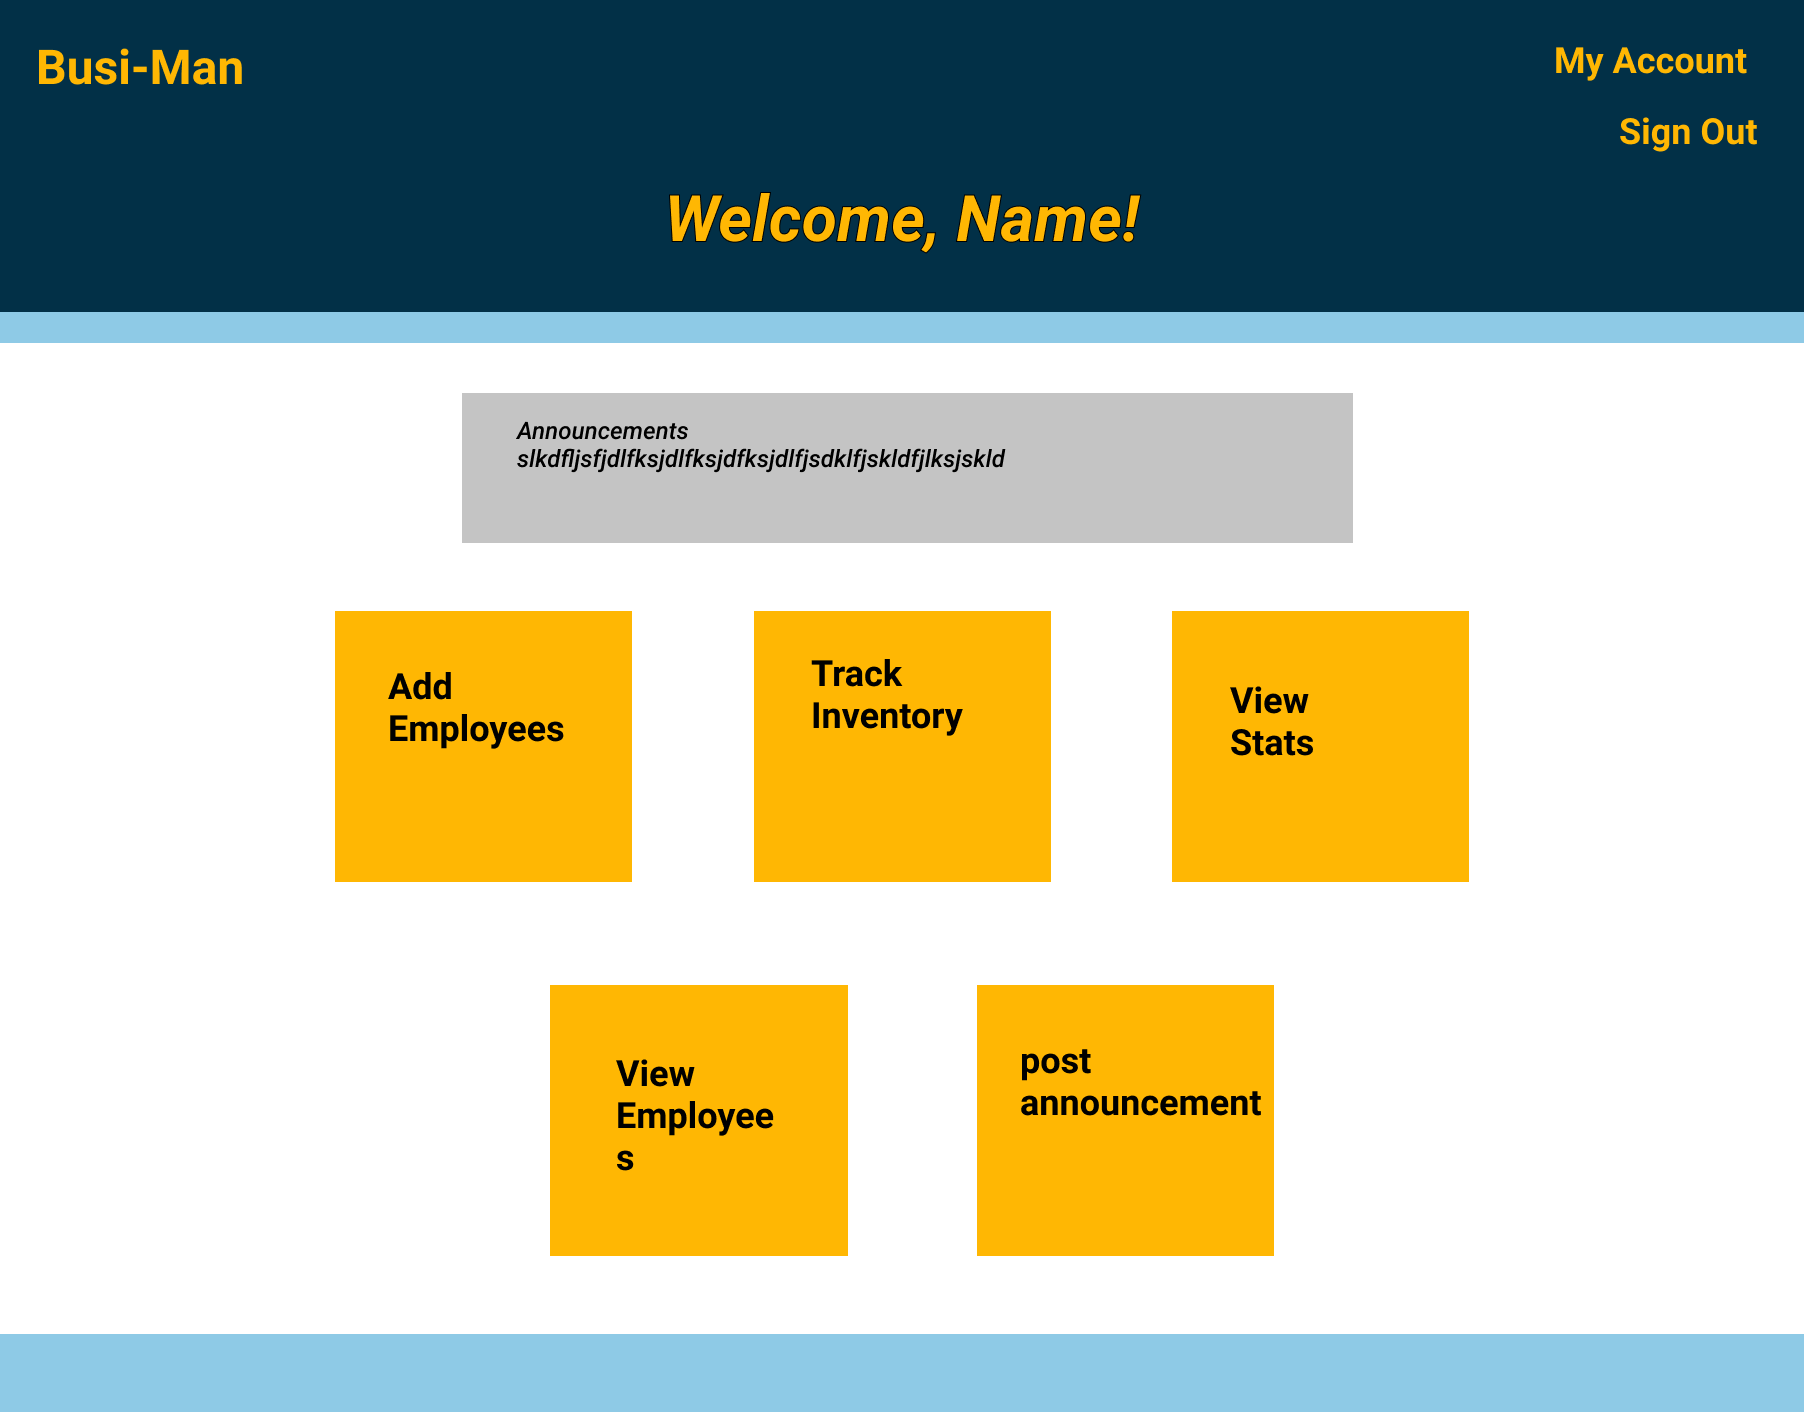 Busi-Man
My Account
Sign Out
Welcome, Name!
Announcements
slkdfljsfjdlfksjdlfksjdfksjdlfjsdklfjskldfjlksjskld
Add
Employees
Track
Inventory
View
Stats
View
Employee
s
post
announcement